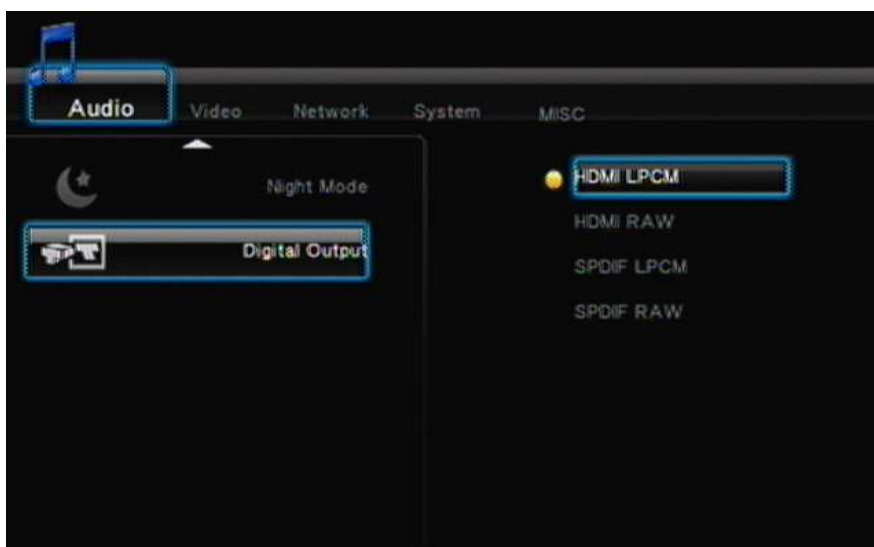 Audio Video Network System MISC
Night Mode
Digital Output
HDMI LPCM
HDMI RAW
SPDIF LPCM
SPDIF RAW